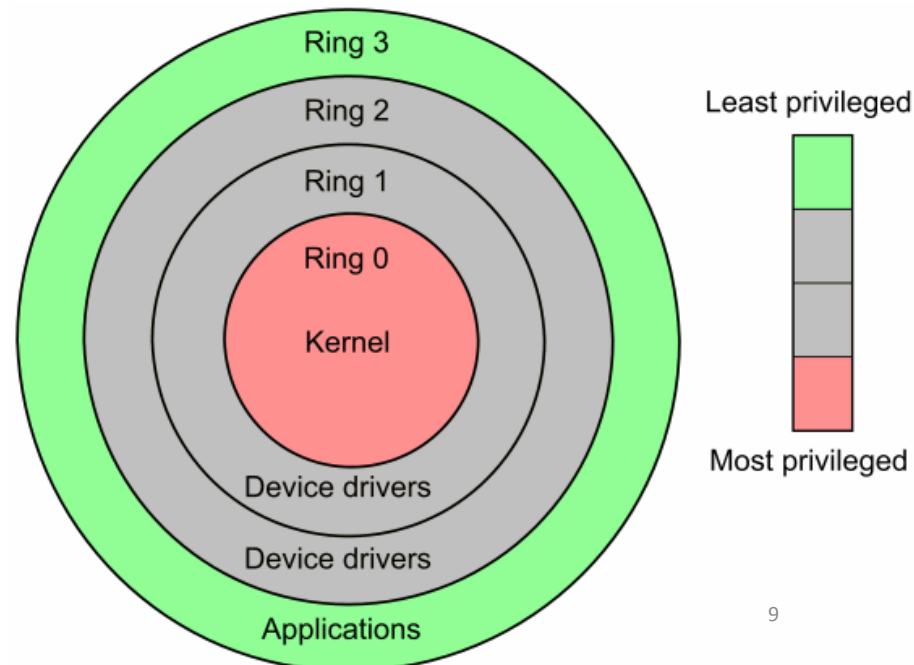 Ring 3
Ring 2
Ring 1
Ring 0
Kernel
Device drivers
Device drivers
Applications
Least privileged
Most privileged
9